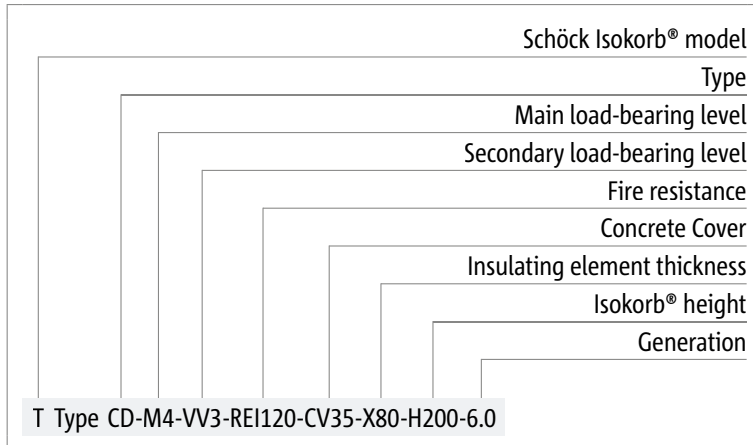 Schöck Isokorb® model
Type
Main load-bearing level
Secondary load-bearing level
Fire resistance
Concrete Cover
Insulating element thickness
Isokorb® height
Generation
T Type CD-M4-VV3-REI120-CV35-X80-H200-6.0